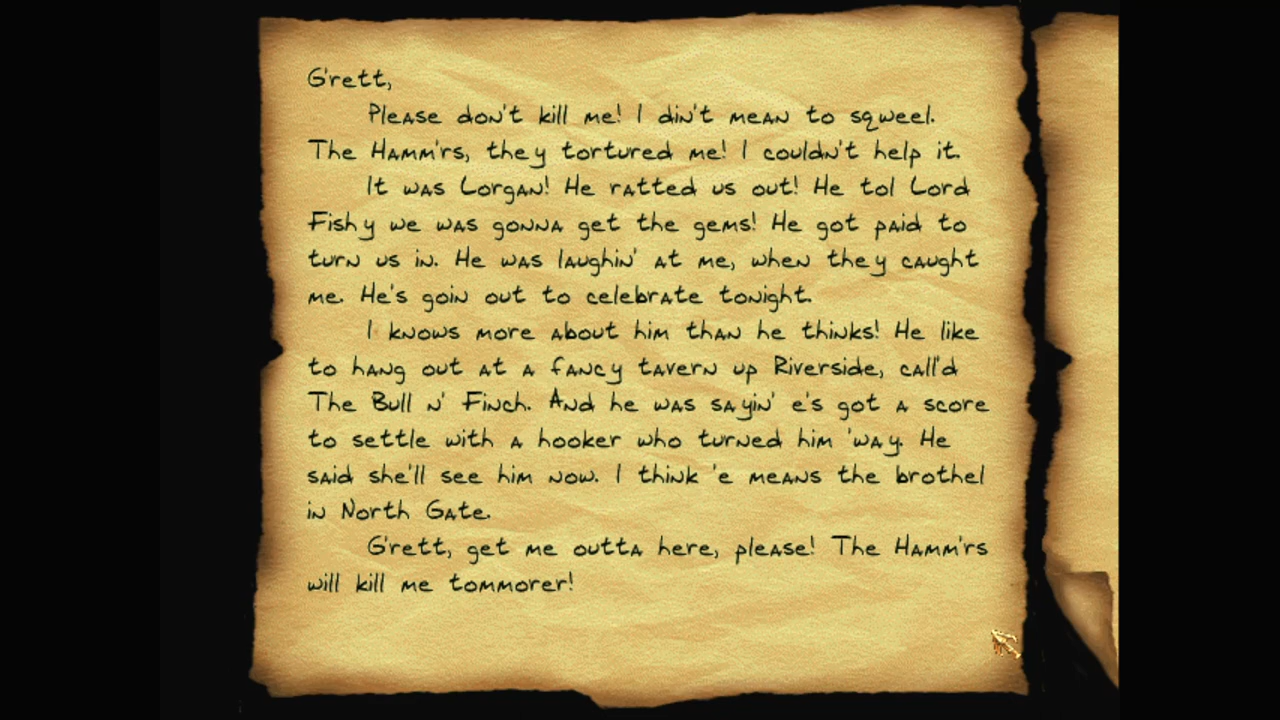 G'rett,
Please don't kill me! I din't mean to sqweel.
The Hamm'rs, they tortured me! I couldn't help it.
It was Lorgan! He ratted us out! He tol Lord
Fishy we was gonna get the gems! He got paid to
turn us in. He was laughin' at me, when they caught
me. He's goin out to celebrate tonight.
I knows more about him than he thinks! He like
to hang out at a fancy tavern up Riverside, call'd
The Bull n' Finch. And he was sayin' e's got a score
to settle with a hooker who turned him 'way. He
said she'll see him now. I think 'e means the brothel
in North Gate.
G'rett, get me outta here, please! The Hamm'rs
will kill me tommorer!